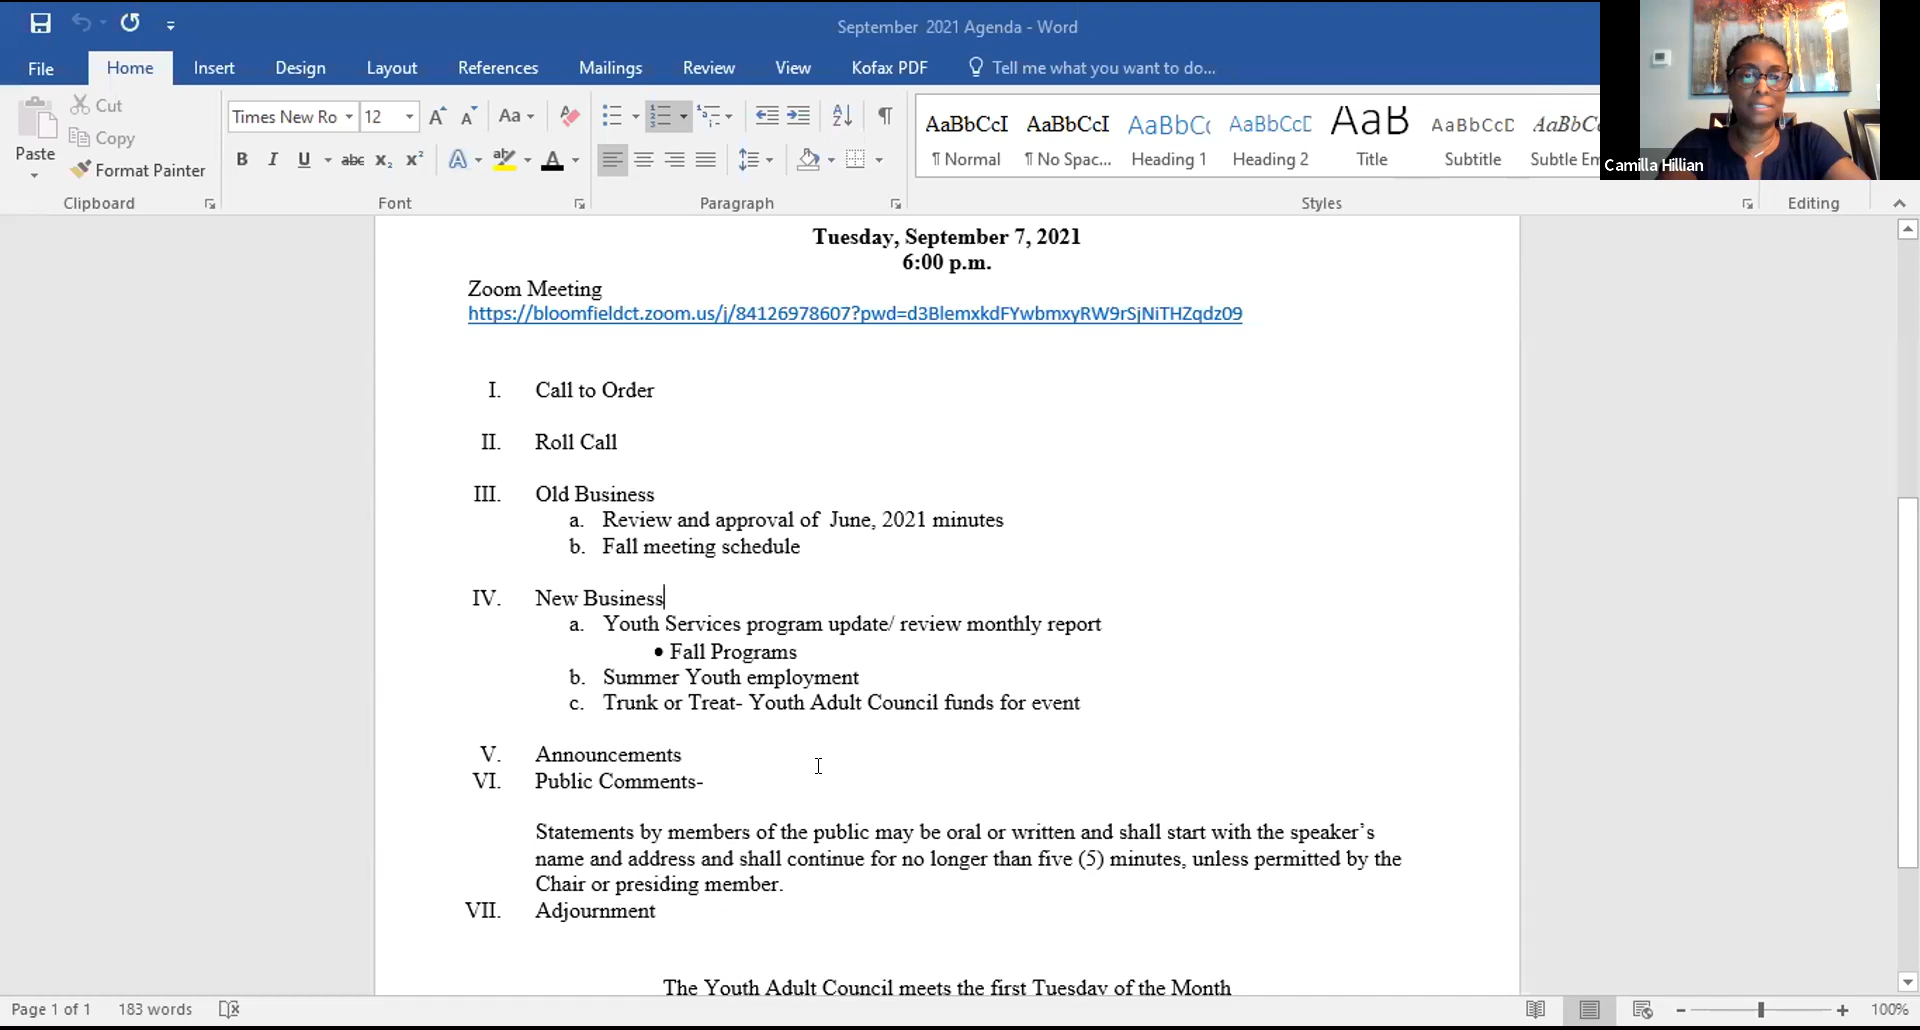 September 2021 Agenda - Word
File Home Insert Design Layout References Mailings Review View Kofax PDF Tell me what you want to do...
Cut
Copy
Paste
Format Painter
Clipboard
Times New Ro 12
Font
Paragraph
AaBbCcI AaBbCcI AaBbC AaBbCcD AaB AaBbCcD AaBbC
¶ Normal ¶ No Spac... Heading 1 Heading 2 Title Subtitle Subtle Em
Styles
Editing
Camilla Hillian
Tuesday, September 7, 2021
6:00 p.m.
Zoom Meeting
https://bloomfieldct.zoom.us/j/84126978607?pwd=d3BlemxkdFYwbmxyRW9rSjNiTHZqdz09
I. Call to Order
II. Roll Call
III. Old Business
a. Review and approval of June, 2021 minutes
b. Fall meeting schedule
IV. New Business
a. Youth Services program update/ review monthly report
• Fall Programs
b. Summer Youth employment
c. Trunk or Treat- Youth Adult Council funds for event
V. Announcements
VI. Public Comments-
Statements by members of the public may be oral or written and shall start with the speaker's
name and address and shall continue for no longer than five (5) minutes, unless permitted by the
Chair or presiding member.
VII. Adjournment
The Youth Adult Council meets the first Tuesday of the Month
Page 1 of 1 183 words
100%